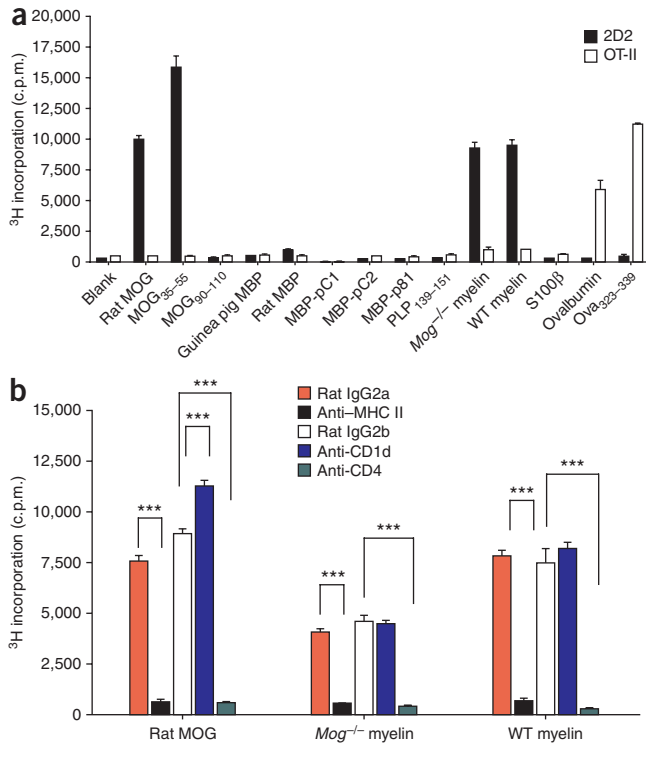 a
20,000
17,500
15,000
12,500
10,000
7,500
5,000
2,500
0
³H incorporation (c.p.m.)
2D2
OT-II
Blank
Rat MOG
MOG35–55
MOG90–110
Guinea pig MBP
Rat MBP
MBP-pC1
MBP-pC2
MBP-p81
PLP139–151
Mog–/– myelin
WT myelin
S100β
Ovalbumin
Ova323–339
b
15,000
12,500
10,000
7,500
5,000
2,500
0
³H incorporation (c.p.m.)
Rat IgG2a
Anti–MHC II
Rat IgG2b
Anti-CD1d
Anti-CD4
***
***
***
***
***
***
***
Rat MOG
Mog–/– myelin
WT myelin